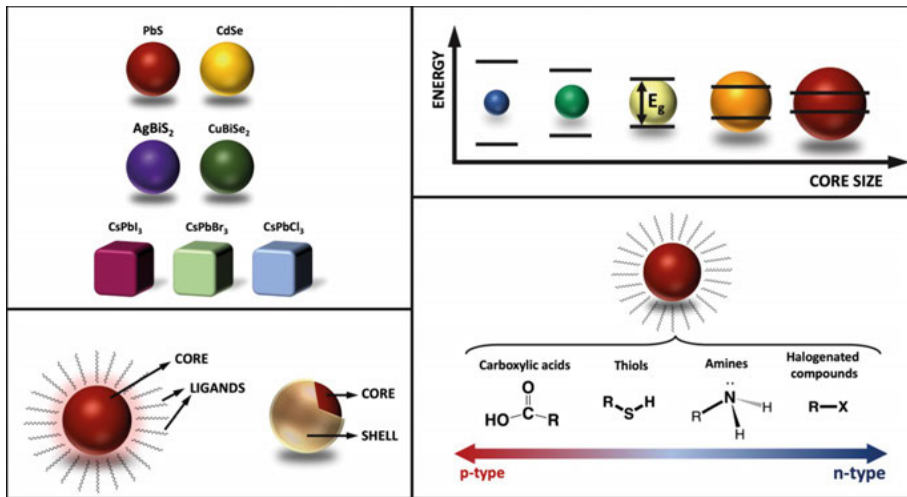 PbS CdSe
AgBiS₂ CuBiSe₂
CsPbI₃ CsPbBr₃ CsPbCl₃
ENERGY
E_g
CORE SIZE
CORE
LIGANDS
CORE
SHELL
Carboxylic acids Thiols Amines Halogenated
compounds
O
HO C R
R S H
N R H H
R—X
p-type n-type